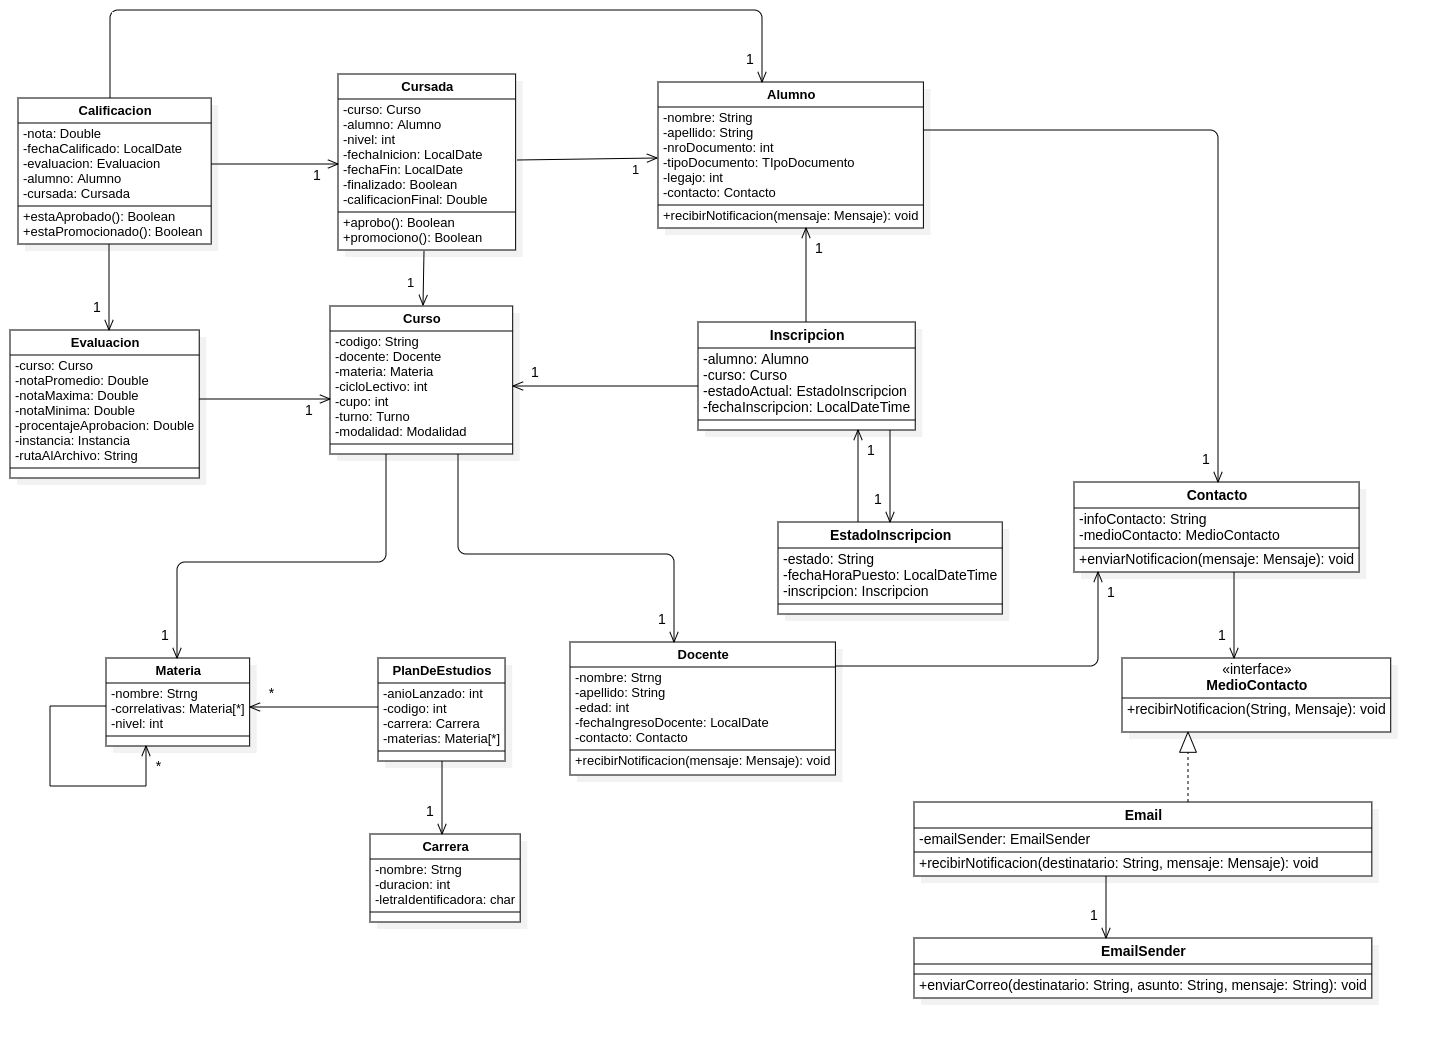 1
Calificacion
-nota: Double
-fechaCalificado: LocalDate
-evaluacion: Evaluacion
-alumno: Alumno
-cursada: Cursada
+estaAprobado(): Boolean
+estaPromocionado(): Boolean
1
Cursada
-curso: Curso
-alumno: Alumno
-nivel: int
-fechaInicion: LocalDate
-fechaFin: LocalDate
-finalizado: Boolean
-calificacionFinal: Double
+aprobo(): Boolean
+promociono(): Boolean
1
Alumno
-nombre: String
-apellido: String
-nroDocumento: int
-tipoDocumento: TIpoDocumento
-legajo: int
-contacto: Contacto
+recibirNotificacion(mensaje: Mensaje): void
1
1
1
Evaluacion
-curso: Curso
-notaPromedio: Double
-notaMaxima: Double
-notaMinima: Double
-procentajeAprobacion: Double
-instancia: Instancia
-rutaAlArchivo: String
1
Curso
-codigo: String
-docente: Docente
-materia: Materia
-cicloLectivo: int
-cupo: int
-turno: Turno
-modalidad: Modalidad
1
Inscripcion
-alumno: Alumno
-curso: Curso
-estadoActual: EstadoInscripcion
-fechaInscripcion: LocalDateTime
1
1
EstadoInscripcion
-estado: String
-fechaHoraPuesto: LocalDateTime
-inscripcion: Inscripcion
1
Contacto
-infoContacto: String
-medioContacto: MedioContacto
+enviarNotificacion(mensaje: Mensaje): void
1
1
1
Materia
-nombre: Strng
-correlativas: Materia[*]
-nivel: int
*
*
PlanDeEstudios
-anioLanzado: int
-codigo: int
-carrera: Carrera
-materias: Materia[*]
1
Docente
-nombre: Strng
-apellido: String
-edad: int
-fechaIngresoDocente: LocalDate
-contacto: Contacto
+recibirNotificacion(mensaje: Mensaje): void
«interface»
MedioContacto
+recibirNotificacion(String, Mensaje): void
1
Carrera
-nombre: Strng
-duracion: int
-letraIdentificadora: char
Email
-emailSender: EmailSender
+recibirNotificacion(destinatario: String, mensaje: Mensaje): void
1
EmailSender
+enviarCorreo(destinatario: String, asunto: String, mensaje: String): void